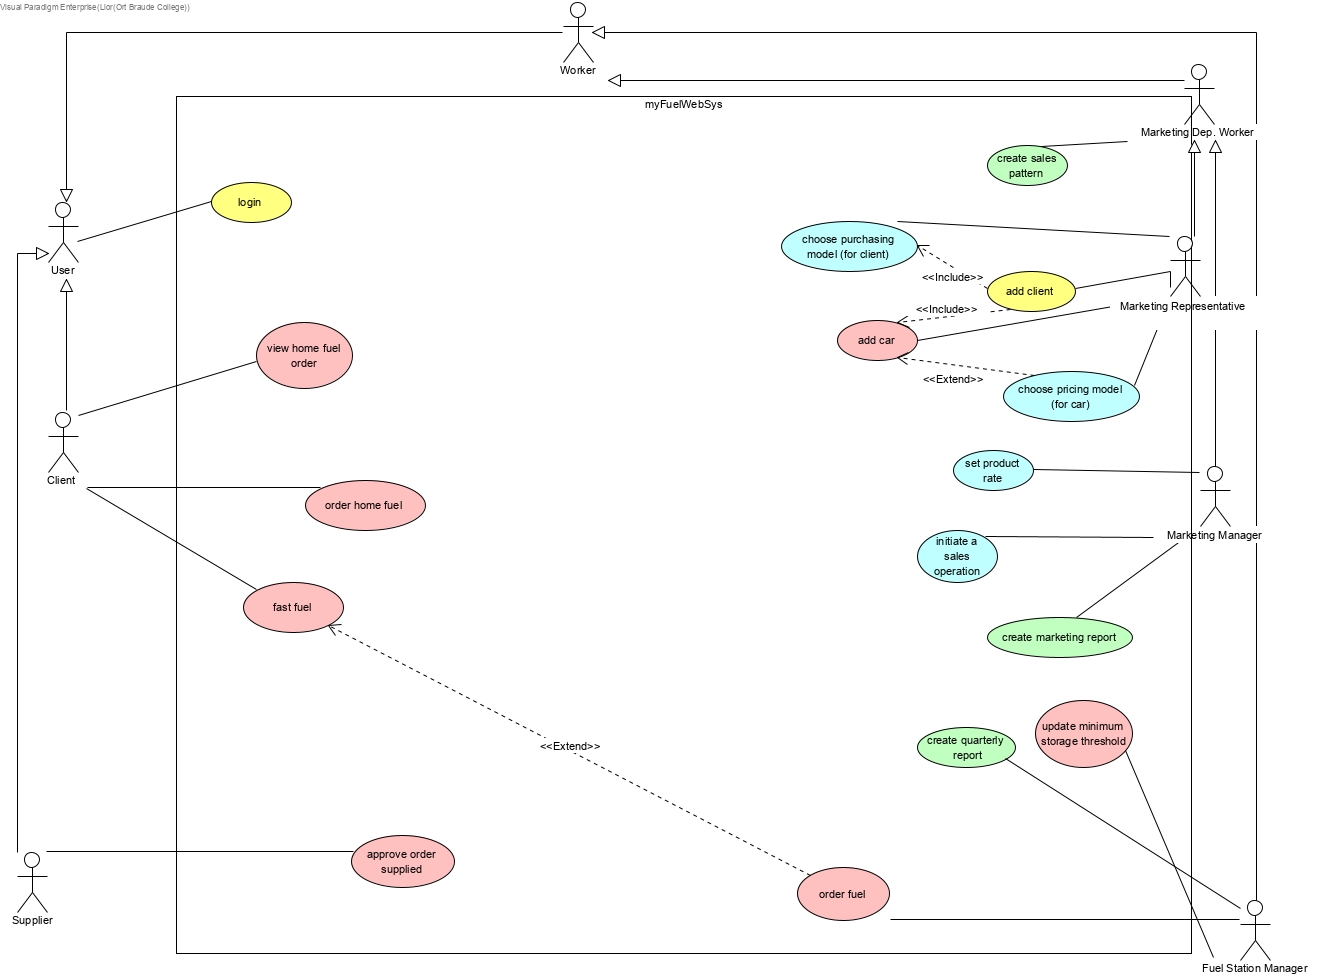 Visual Paradigm Enterprise(Lior(Ort Braude College))
Worker
myFuelWebSys
Marketing Dep. Worker
create sales
pattern
login
choose purchasing
model (for client)
User
<<Include>>
add client
Marketing Representative
<<Include>>
add car
view home fuel
order
<<Extend>>
choose pricing model
(for car)
Client
set product
rate
order home fuel
Marketing Manager
initiate a
sales
operation
fast fuel
create marketing report
update minimum
storage threshold
create quarterly
report
<<Extend>>
approve order
supplied
order fuel
Supplier
Fuel Station Manager